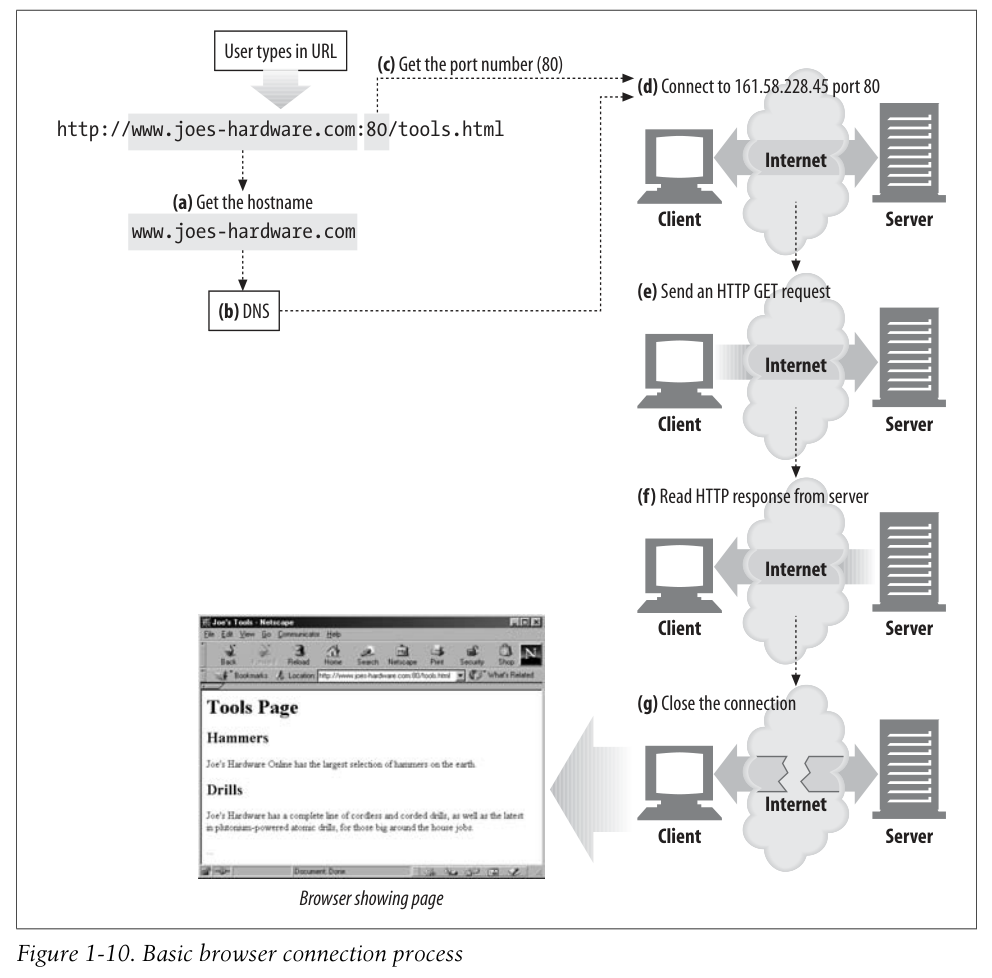 User types in URL
(c) Get the port number (80)
http://www.joes-hardware.com:80/tools.html
(a) Get the hostname
www.joes-hardware.com
(b) DNS
(d) Connect to 161.58.228.45 port 80
Internet
Client
Server
(e) Send an HTTP GET request
Internet
Client
Server
(f) Read HTTP response from server
Internet
Client
Server
(g) Close the connection
Internet
Client
Server
Joe's Tools - Netscape
File Edit View Go Communicator Help
Back Forward Reload Home Search Netscape Print Security Shop N
Bookmarks Location: http://www.joes-hardware.com:80/tools.html What's Related
Tools Page
Hammers
Joe's Hardware Online has the largest selection of hammers on the earth.
Drills
Joe's Hardware has a complete line of cordless and corded drills, as well as the latest
in plutonium-powered atomic drills, for those big around the house jobs.
...
Document: Done
Browser showing page
Figure 1-10. Basic browser connection process